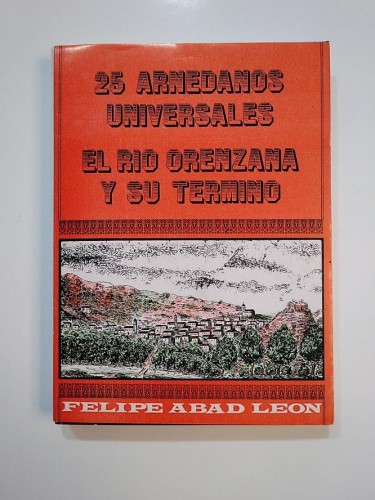 25 ARNEDANOS
UNIVERSALES
EL RIO ORENZANA
Y SU TERMINO
FELIPE ABAD LEON